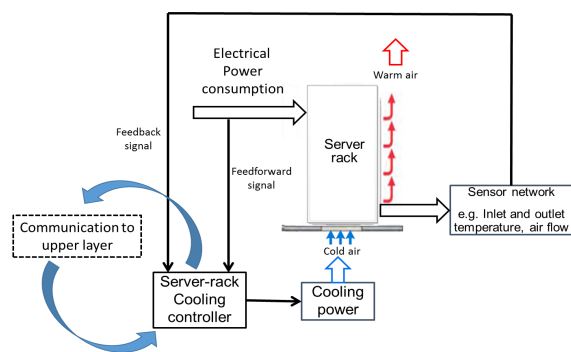 Electrical
Power
consumption
Warm air
Feedback
signal
Feedforward
signal
Server
rack
Sensor network
e.g. Inlet and outlet
temperature, air flow
Communication to
upper layer
Cold air
Server-rack
Cooling
controller
Cooling
power